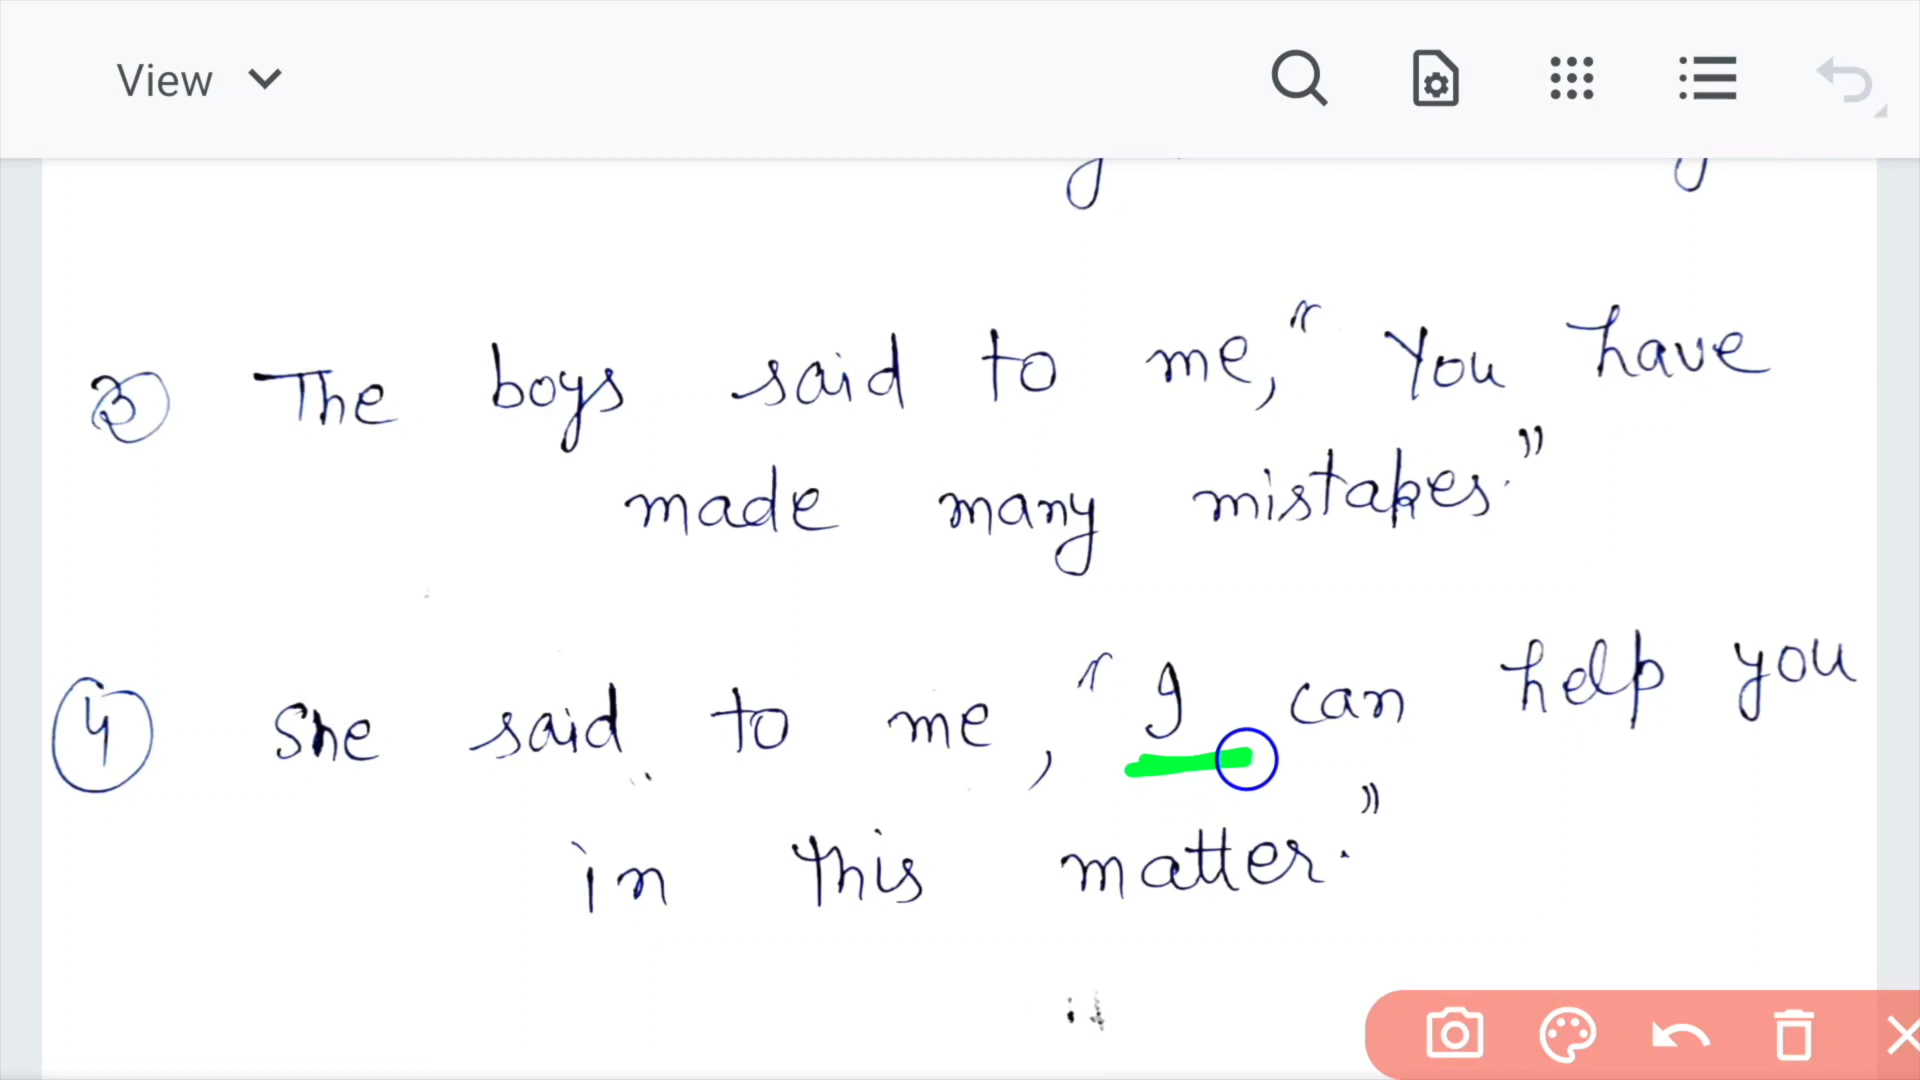 View
3 The boys said to me, “You have
made many mistakes.”
4 She said to me, “I can help you
in this matter.”